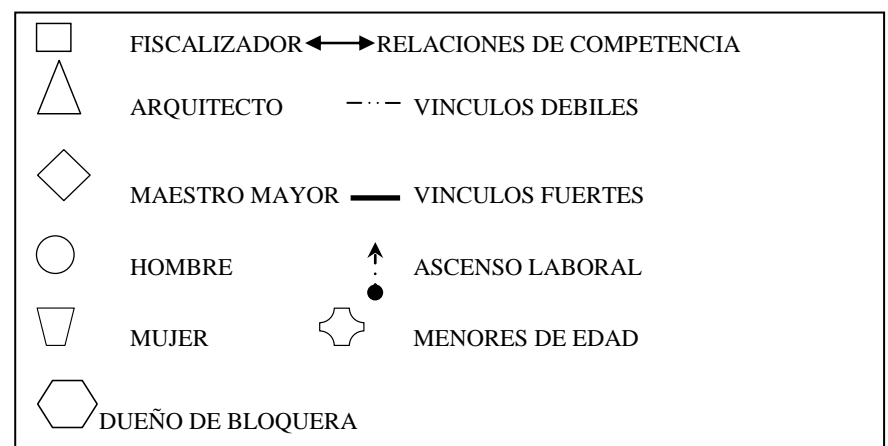 FISCALIZADOR RELACIONES DE COMPETENCIA
ARQUITECTO VINCULOS DEBILES
MAESTRO MAYOR VINCULOS FUERTES
HOMBRE ASCENSO LABORAL
MUJER MENORES DE EDAD
DUEÑO DE BLOQUERA